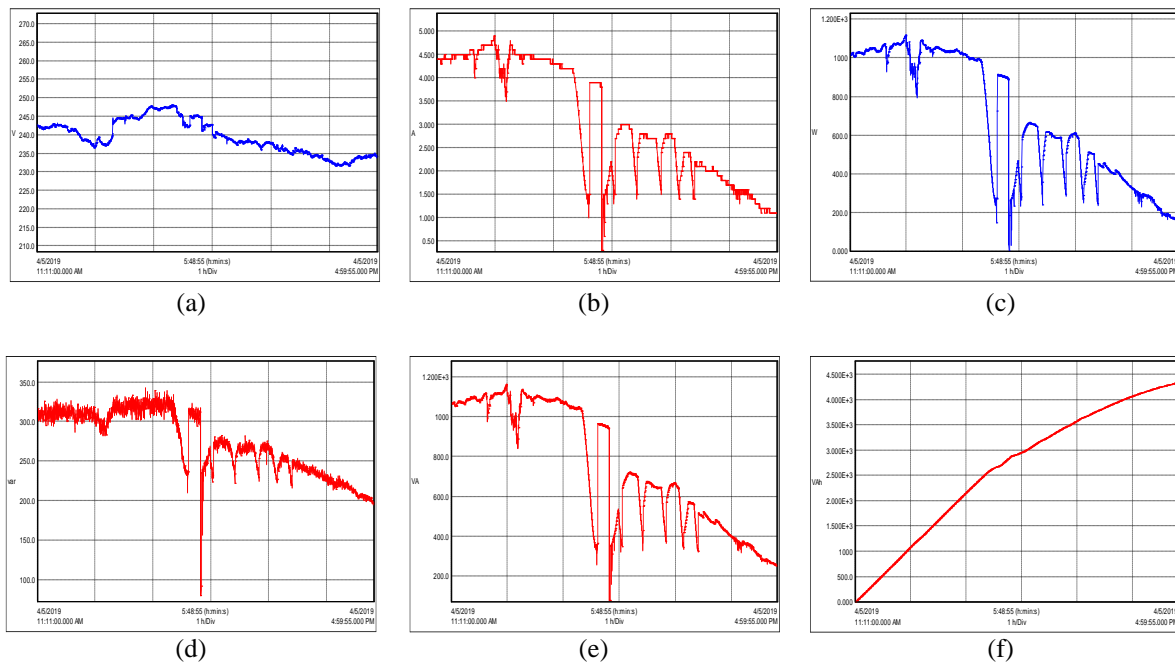 270.0
260.0
250.0
245.0
V
240.0
235.0
230.0
225.0
220.0
215.0
210.0
4/5/2019
11:11:00.000 AM
5:48:55 (h:min:s)
1 h/Div
4/5/2019
4:59:55.000 PM
(a)
5.000
4.500
4.000
3.500
3.000
A
2.500
2.000
1.500
1.000
0.50
4/5/2019
11:11:00.000 AM
5:48:55 (h:min:s)
1 h/Div
4/5/2019
4:59:55.000 PM
(b)
1.200E+3
1000
800.0
W
600.0
400.0
200.0
0.000
4/5/2019
11:11:00.000 AM
5:48:55 (h:min:s)
1 h/Div
4/5/2019
4:59:55.000 PM
(c)
350.0
300.0
250.0
var
200.0
150.0
100.0
4/5/2019
11:11:00.000 AM
5:48:55 (h:min:s)
1 h/Div
4/5/2019
4:59:55.000 PM
(d)
1.200E+3
1000
800.0
VA
600.0
400.0
200.0
4/5/2019
11:11:00.000 AM
5:48:55 (h:min:s)
1 h/Div
4/5/2019
4:59:55.000 PM
(e)
4.500E+3
4.000E+3
3.500E+3
3.000E+3
2.500E+3
VAh
2.000E+3
1.500E+3
1000
500.0
0.000
4/5/2019
11:11:00.000 AM
5:48:55 (h:min:s)
1 h/Div
4/5/2019
4:59:55.000 PM
(f)